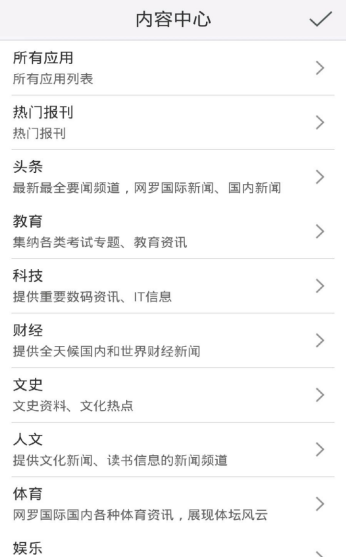 内容中心
所有应用
所有应用列表
热门报刊
热门报刊
头条
最新最全要闻频道，网罗国际新闻、国内新闻
教育
集纳各类考试专题、教育资讯
科技
提供重要数码资讯、IT信息
财经
提供全天候国内和世界财经新闻
文史
文史资料、文化热点
人文
提供文化新闻、读书信息的新闻频道
体育
网罗国际国内各种体育资讯，展现体坛风云
娱乐